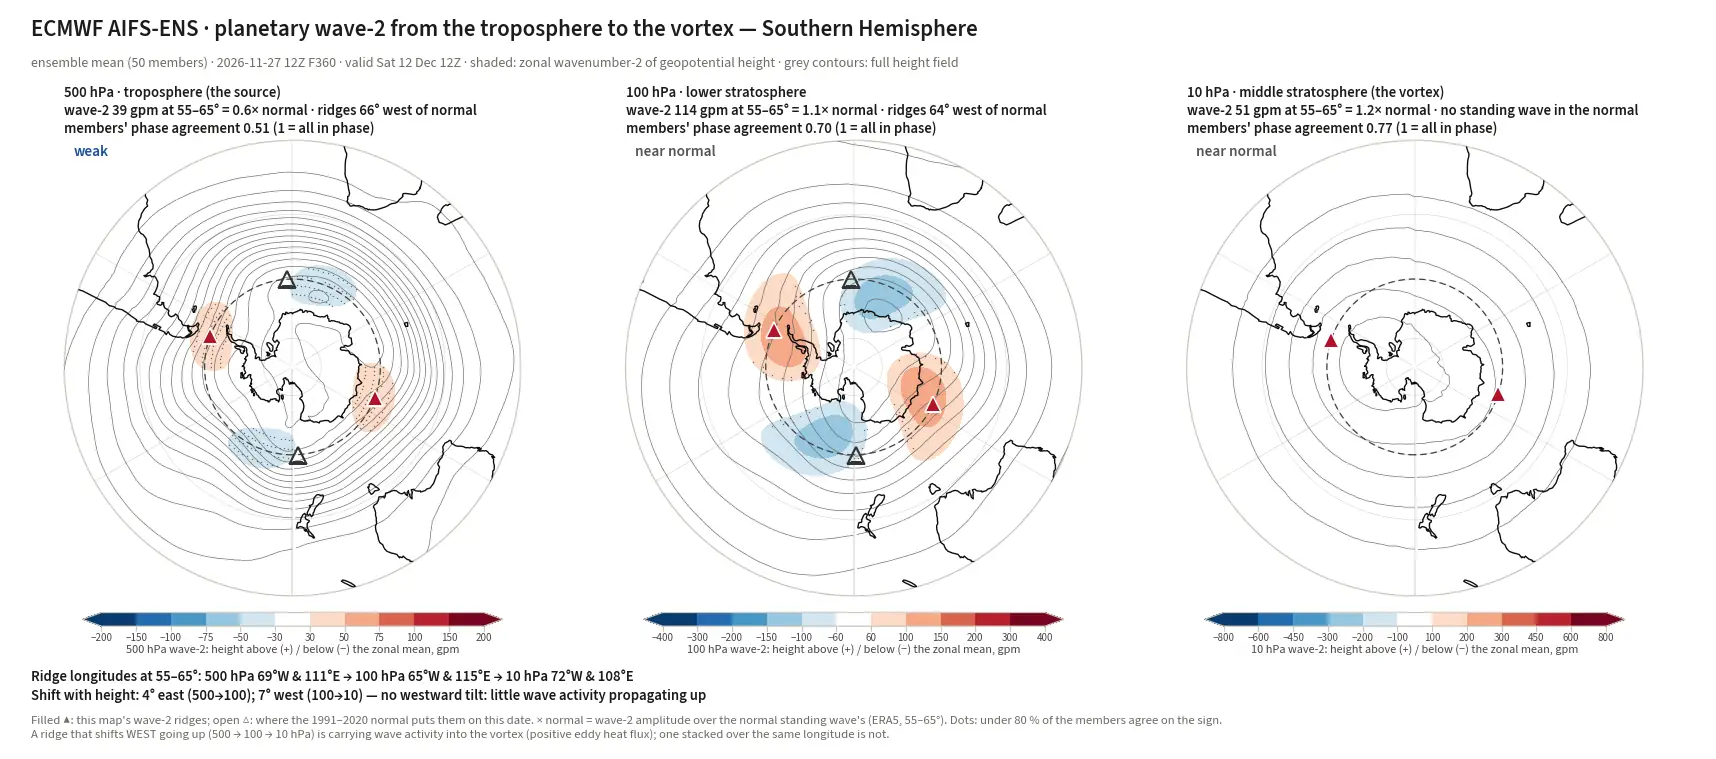 ECMWF AIFS-ENS · planetary wave-2 from the troposphere to the vortex — Southern Hemisphere
ensemble mean (50 members) · 2026-11-27 12Z F360 · valid Sat 12 Dec 12Z · shaded: zonal wavenumber-2 of geopotential height · grey contours: full height field
500 hPa · troposphere (the source)
wave-2 39 gpm at 55–65° = 0.6× normal · ridges 66° west of normal
members' phase agreement 0.51 (1 = all in phase)
weak
100 hPa · lower stratosphere
wave-2 114 gpm at 55–65° = 1.1× normal · ridges 64° west of normal
members' phase agreement 0.70 (1 = all in phase)
near normal
10 hPa · middle stratosphere (the vortex)
wave-2 51 gpm at 55–65° = 1.2× normal · no standing wave in the normal
members' phase agreement 0.77 (1 = all in phase)
near normal
−200 −150 −100 −75 −50 −30 30 50 75 100 150 200
500 hPa wave-2: height above (+) / below (−) the zonal mean, gpm
−400 −300 −200 −150 −100 −60 60 100 150 200 300 400
100 hPa wave-2: height above (+) / below (−) the zonal mean, gpm
−800 −600 −450 −300 −200 −100 100 200 300 450 600 800
10 hPa wave-2: height above (+) / below (−) the zonal mean, gpm
Ridge longitudes at 55–65°: 500 hPa 69°W & 111°E → 100 hPa 65°W & 115°E → 10 hPa 72°W & 108°E
Shift with height: 4° east (500→100); 7° west (100→10) — no westward tilt: little wave activity propagating up
Filled ▲: this map's wave-2 ridges; open △: where the 1991–2020 normal puts them on this date. × normal = wave-2 amplitude over the normal standing wave's (ERA5, 55–65°). Dots: under 80 % of the members agree on the sign.
A ridge that shifts WEST going up (500 → 100 → 10 hPa) is carrying wave activity into the vortex (positive eddy heat flux); one stacked over the same longitude is not.